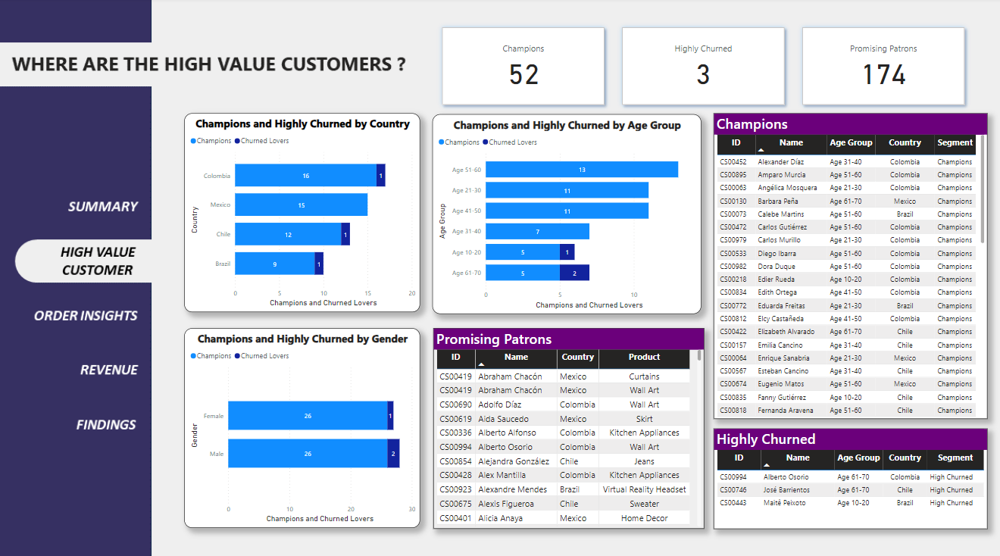 WHERE ARE THE HIGH VALUE CUSTOMERS ?
Champions
52
Highly Churned
3
Promising Patrons
174
SUMMARY
HIGH VALUE
CUSTOMER
ORDER INSIGHTS
REVENUE
FINDINGS
Champions and Highly Churned by Country
Champions Churned Lovers
Country
Colombia 16 1
Mexico 15
Chile 12 1
Brazil 9 1
0 5 10 15 20
Champions and Churned Lovers
Champions and Highly Churned by Age Group
Champions Churned Lovers
Age Group
Age 51-60 13
Age 21-30 11
Age 41-50 11
Age 31-40 7
Age 10-20 5 1
Age 61-70 5 2
0 5 10
Champions and Churned Lovers
Champions
ID Name Age Group Country Segment
CS00452 Alexander Díaz Age 31-40 Colombia Champions
CS00895 Amparo Murcia Age 51-60 Colombia Champions
CS00063 Angélica Mosquera Age 21-30 Colombia Champions
CS00130 Barbara Peña Age 61-70 Mexico Champions
CS00073 Calebe Martins Age 51-60 Brazil Champions
CS00472 Carlos Gutiérrez Age 51-60 Colombia Champions
CS00979 Carlos Murillo Age 21-30 Colombia Champions
CS00533 Diego Ibarra Age 51-60 Colombia Champions
CS00982 Dora Duque Age 51-60 Colombia Champions
CS00218 Edier Rueda Age 10-20 Colombia Champions
CS00834 Edith Ortega Age 41-50 Colombia Champions
CS00772 Eduarda Freitas Age 21-30 Brazil Champions
CS00812 Elcy Castañeda Age 41-50 Colombia Champions
CS00422 Elizabeth Alvarado Age 61-70 Chile Champions
CS00157 Emilia Cancino Age 31-40 Chile Champions
CS00064 Enrique Sanabria Age 21-30 Mexico Champions
CS00567 Esteban Cancino Age 31-40 Chile Champions
CS00674 Eugenio Matos Age 51-60 Mexico Champions
CS00835 Fanny Gutiérrez Age 10-20 Chile Champions
CS00818 Fernanda Aravena Age 51-60 Chile Champions
Champions and Highly Churned by Gender
Champions Churned Lovers
Gender
Female 26 1
Male 26 2
0 10 20 30
Champions and Churned Lovers
Promising Patrons
ID Name Country Product
CS00419 Abraham Chacón Mexico Curtains
CS00419 Abraham Chacón Mexico Wall Art
CS00690 Adolfo Díaz Colombia Wall Art
CS00619 Aida Saucedo Mexico Skirt
CS00336 Alberto Alfonso Colombia Kitchen Appliances
CS00994 Alberto Osorio Colombia Wall Art
CS00854 Alejandra González Chile Jeans
CS00428 Alex Mantilla Colombia Kitchen Appliances
CS00923 Alexandre Mendes Brazil Virtual Reality Headset
CS00675 Alexis Figueroa Chile Sweater
CS00401 Alicia Anaya Mexico Home Decor
Highly Churned
ID Name Age Group Country Segment
CS00994 Alberto Osorio Age 61-70 Colombia High Churned
CS00746 José Barrientos Age 61-70 Chile High Churned
CS00443 Maitê Peixoto Age 10-20 Brazil High Churned